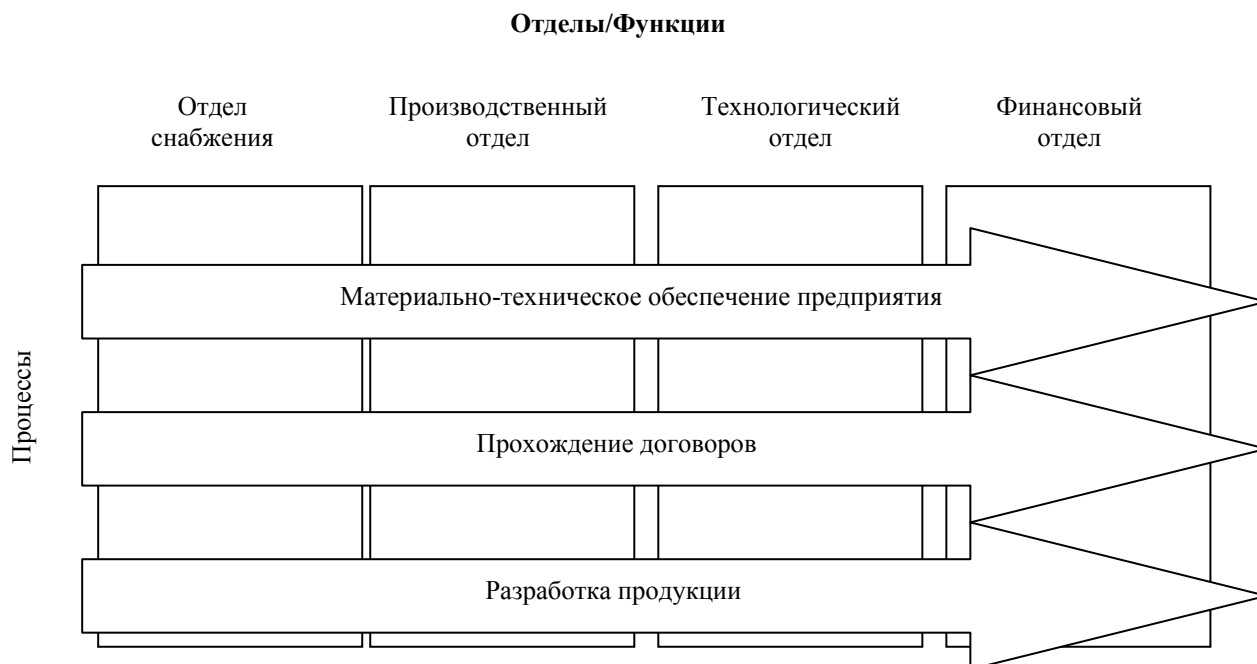 Отделы/Функции
Отдел
снабжения
Производственный
отдел
Технологический
отдел
Финансовый
отдел
Процессы
Материально-техническое обеспечение предприятия
Прохождение договоров
Разработка продукции